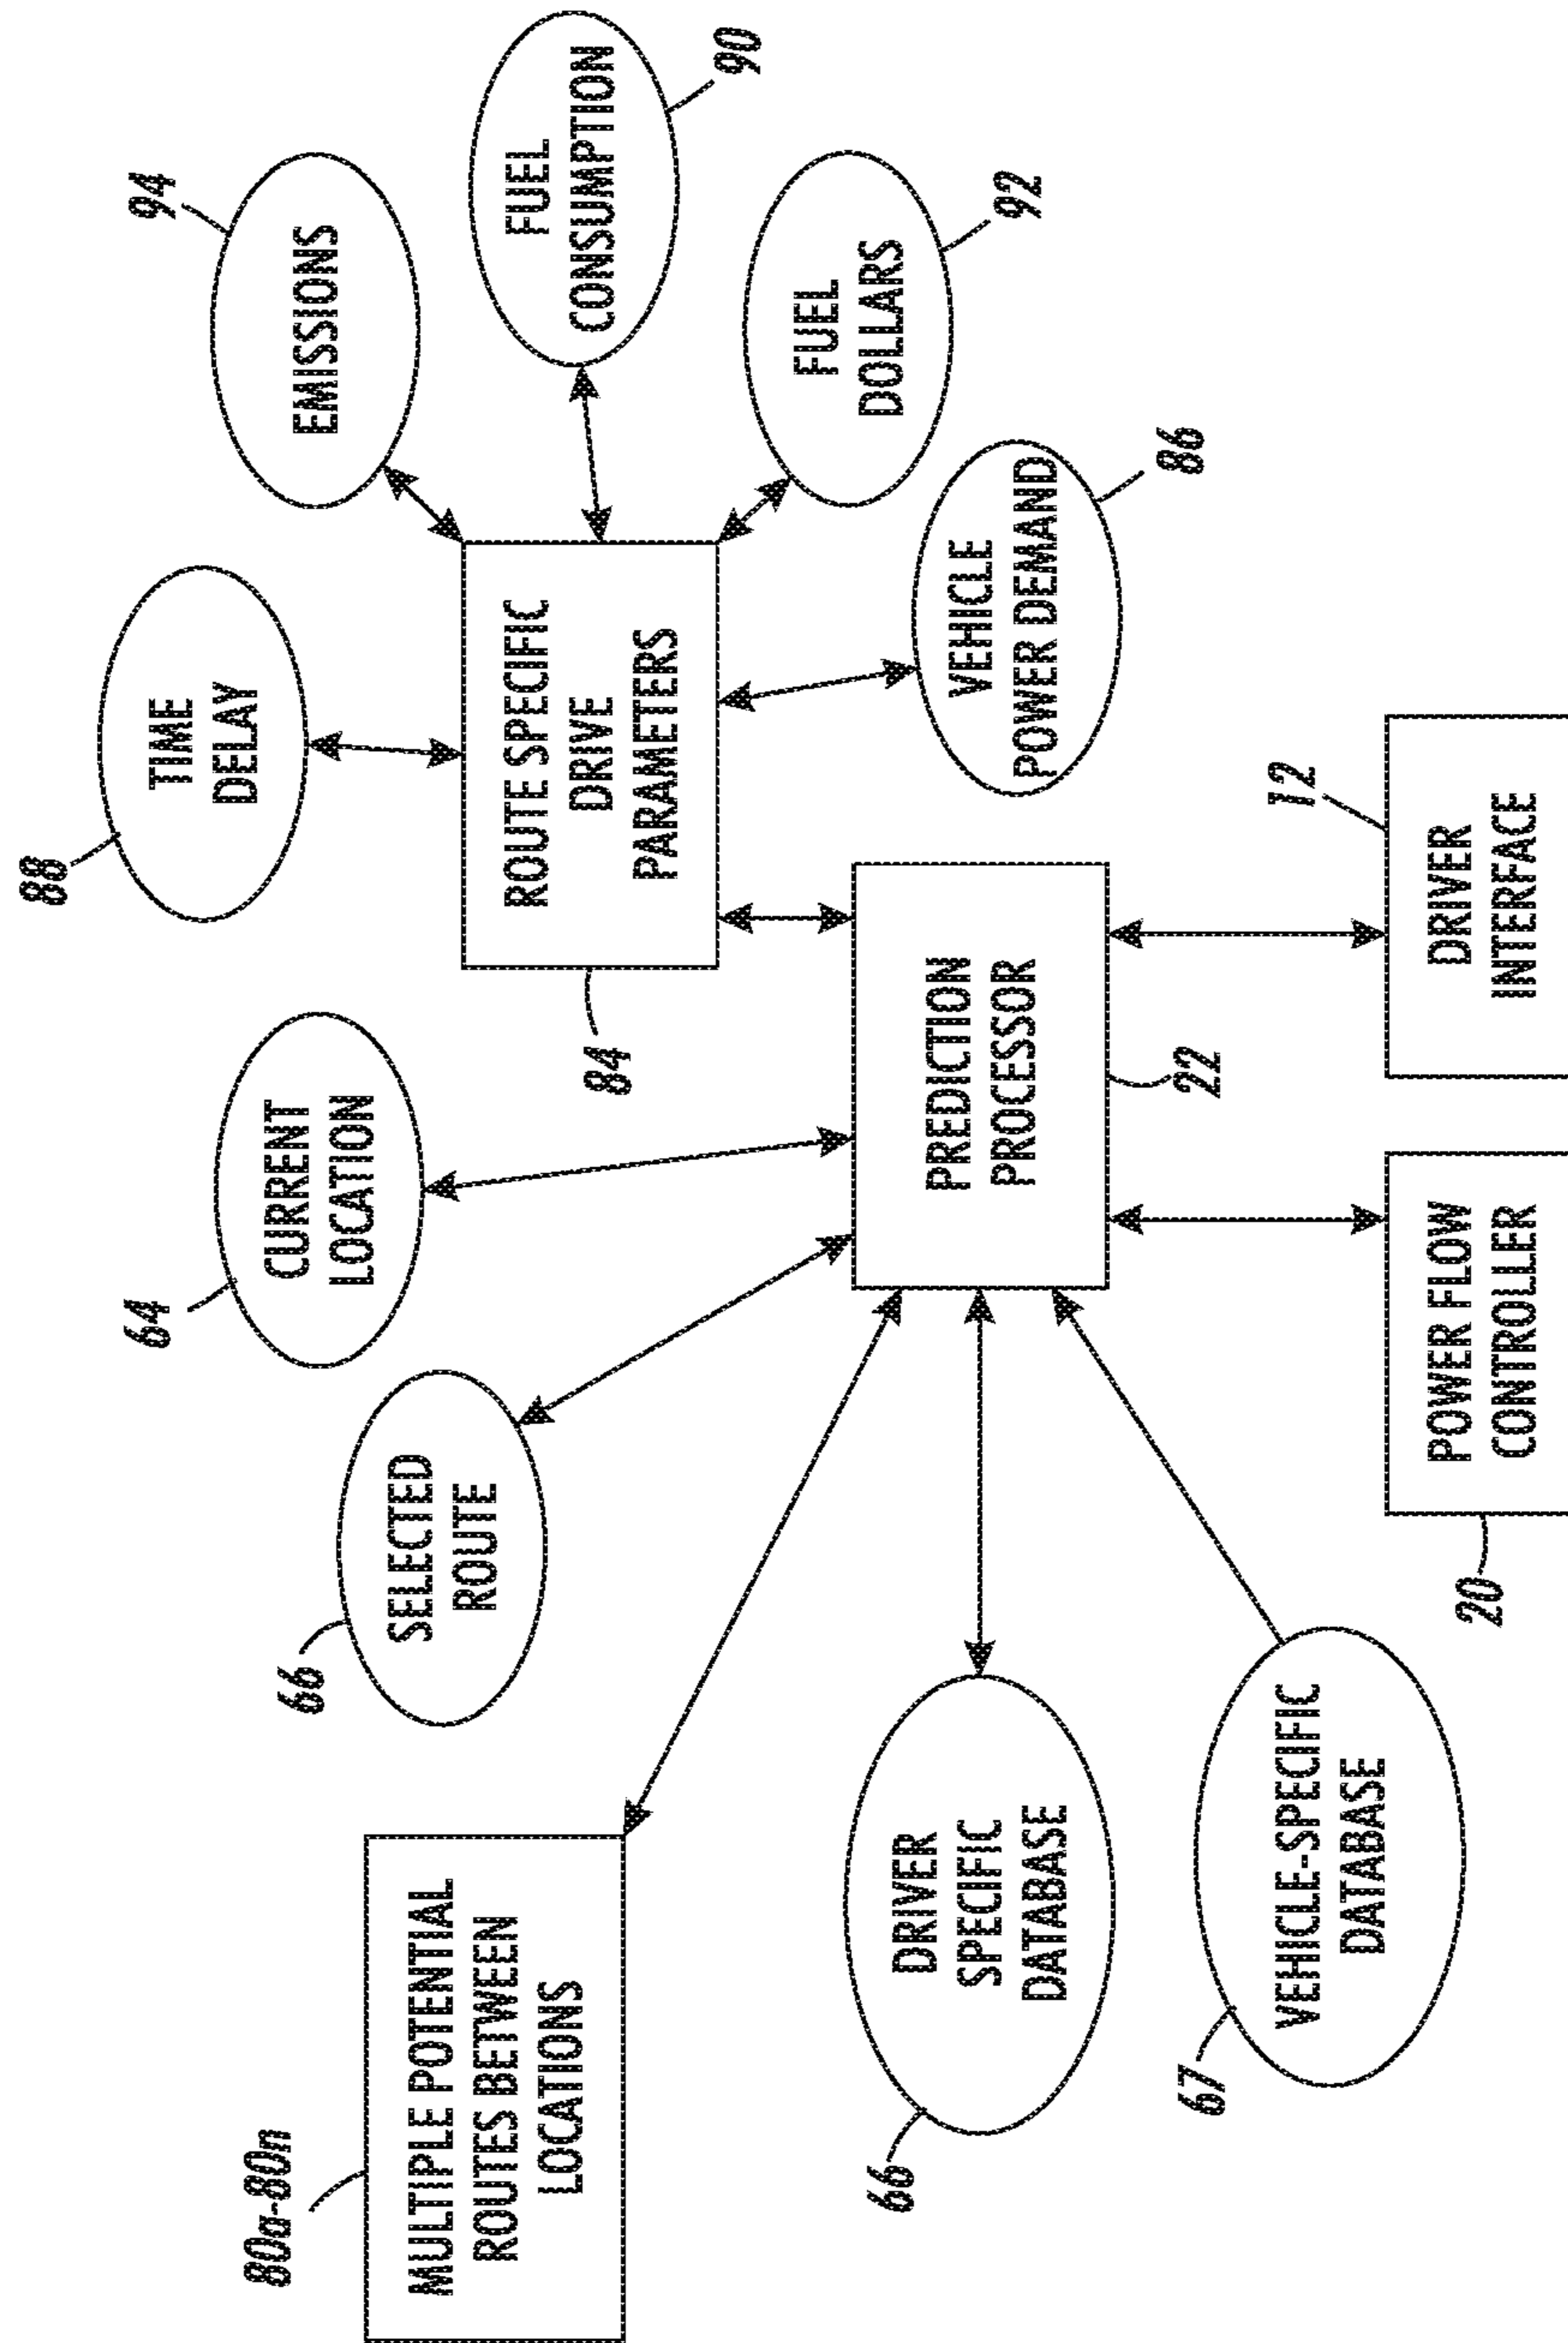 80a-80n
MULTIPLE POTENTIAL
ROUTES BETWEEN
LOCATIONS
66
SELECTED
ROUTE
64
CURRENT
LOCATION
88
TIME
DELAY
94
EMISSIONS
FUEL
CONSUMPTION
90
FUEL
DOLLARS
92
ROUTE SPECIFIC
DRIVE
PARAMETERS
84
VEHICLE
POWER DEMAND
86
66
DRIVER
SPECIFIC
DATABASE
PREDICTION
PROCESSOR
22
67
VEHICLE-SPECIFIC
DATABASE
20
POWER FLOW
CONTROLLER
12
DRIVER
INTERFACE